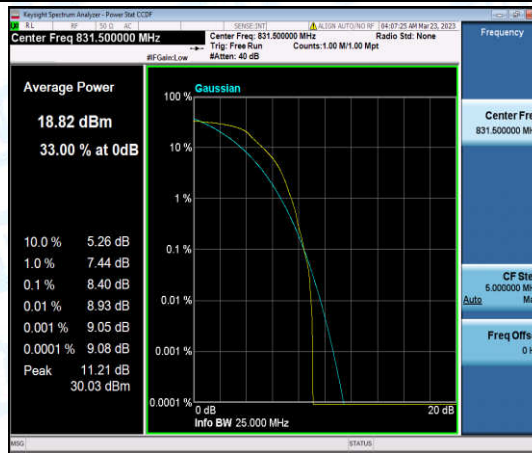 Keysight Spectrum Analyzer - Power Stat CCDF
RL RF 50 Ω AC SENSE:INT ALIGN AUTO/NO RF 04:07:25 AM Mar 23, 2023
Center Freq 831.500000 MHz
Center Freq: 831.500000 MHz Radio Std: None
Trig: Free Run Counts:1.00 M/1.00 Mpt
#IFGain:Low #Atten: 40 dB
Frequency
Average Power
18.82 dBm
33.00 % at 0dB
10.0 % 5.26 dB
1.0 % 7.44 dB
0.1 % 8.40 dB
0.01 % 8.93 dB
0.001 % 9.05 dB
0.0001 % 9.08 dB
Peak 11.21 dB
30.03 dBm
Gaussian
100 %
10 %
1 %
0.1 %
0.01 %
0.001 %
0.0001 %
0 dB 20 dB
Info BW 25.000 MHz
Center Fre
831.500000 MH
CF Ste
5.000000 MH
Auto Ma
Freq Offs
0 H
MSG STATUS